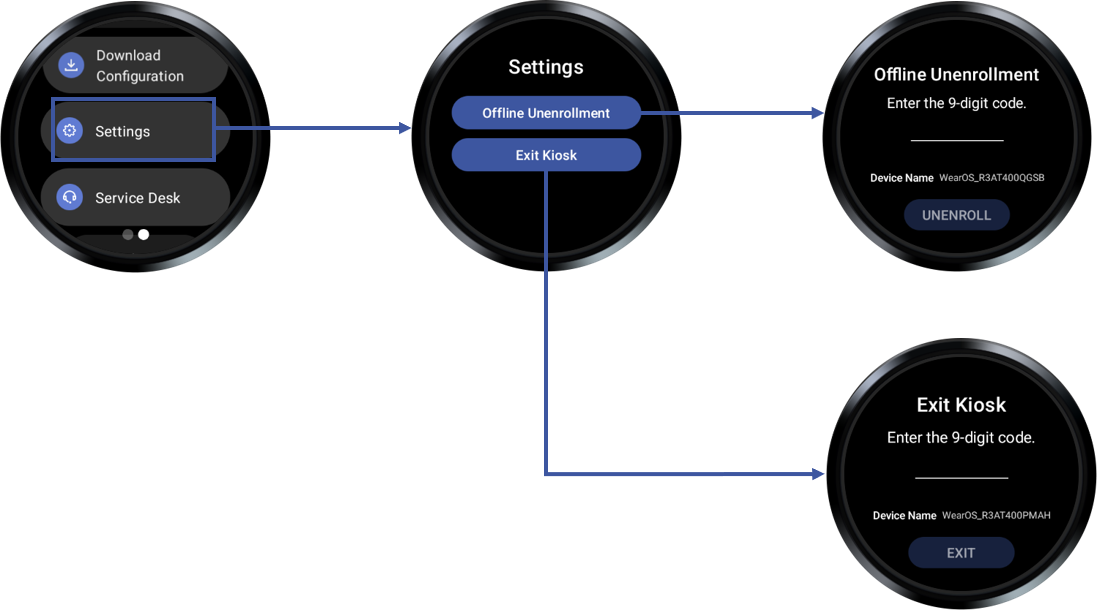 Download
Configuration
Settings
Service Desk
Settings
Offline Unenrollment
Exit Kiosk
Offline Unenrollment
Enter the 9-digit code.
Device Name WearOS_R3AT400QGSB
UNENROLL
Exit Kiosk
Enter the 9-digit code.
Device Name WearOS_R3AT400PMAH
EXIT